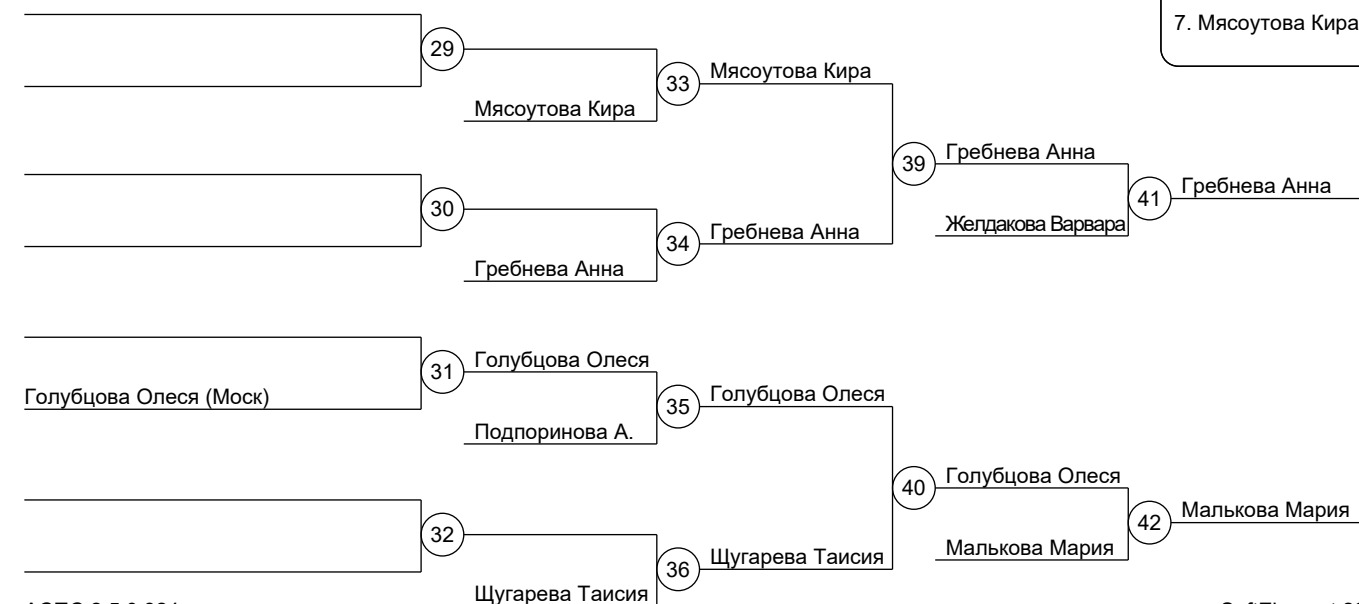 7. Мясоутова Кира
29
33
Мясоутова Кира
Мясоутова Кира
39
Гребнева Анна
30
34
Гребнева Анна
Гребнева Анна
Желдакова Варвара
41
Гребнева Анна
Голубцова Олеся (Моск)
31
Голубцова Олеся
Подпоринова А.
35
Голубцова Олеся
40
Голубцова Олеся
Малькова Мария
42
Малькова Мария
32
36
Щугарева Таисия
Щугарева Таисия